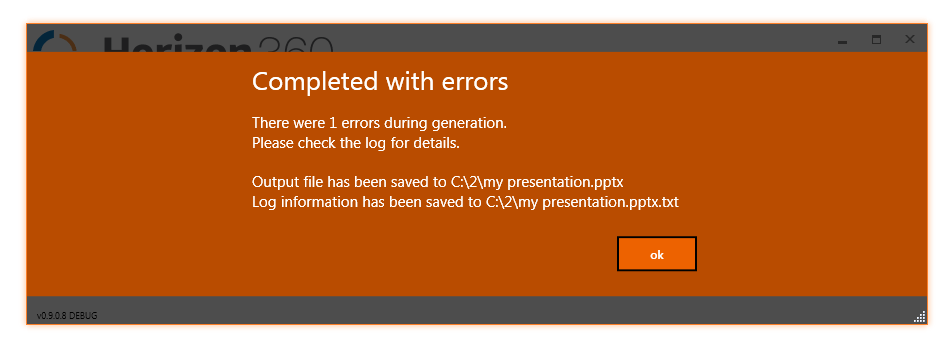 Horizon 360
Completed with errors
There were 1 errors during generation.
Please check the log for details.
Output file has been saved to C:\2\my presentation.pptx
Log information has been saved to C:\2\my presentation.pptx.txt
ok
v0.9.0.8 DEBUG